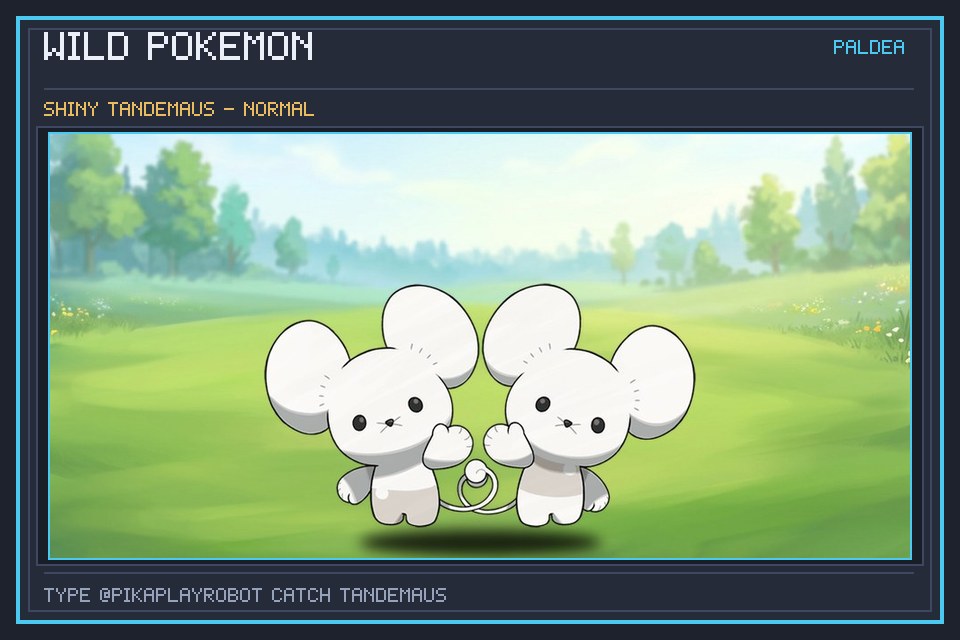 WILD POKEMON
PALDEA
SHINY TANDEMAUS - NORMAL
TYPE @PIKAPLAYROBOT CATCH TANDEMAUS